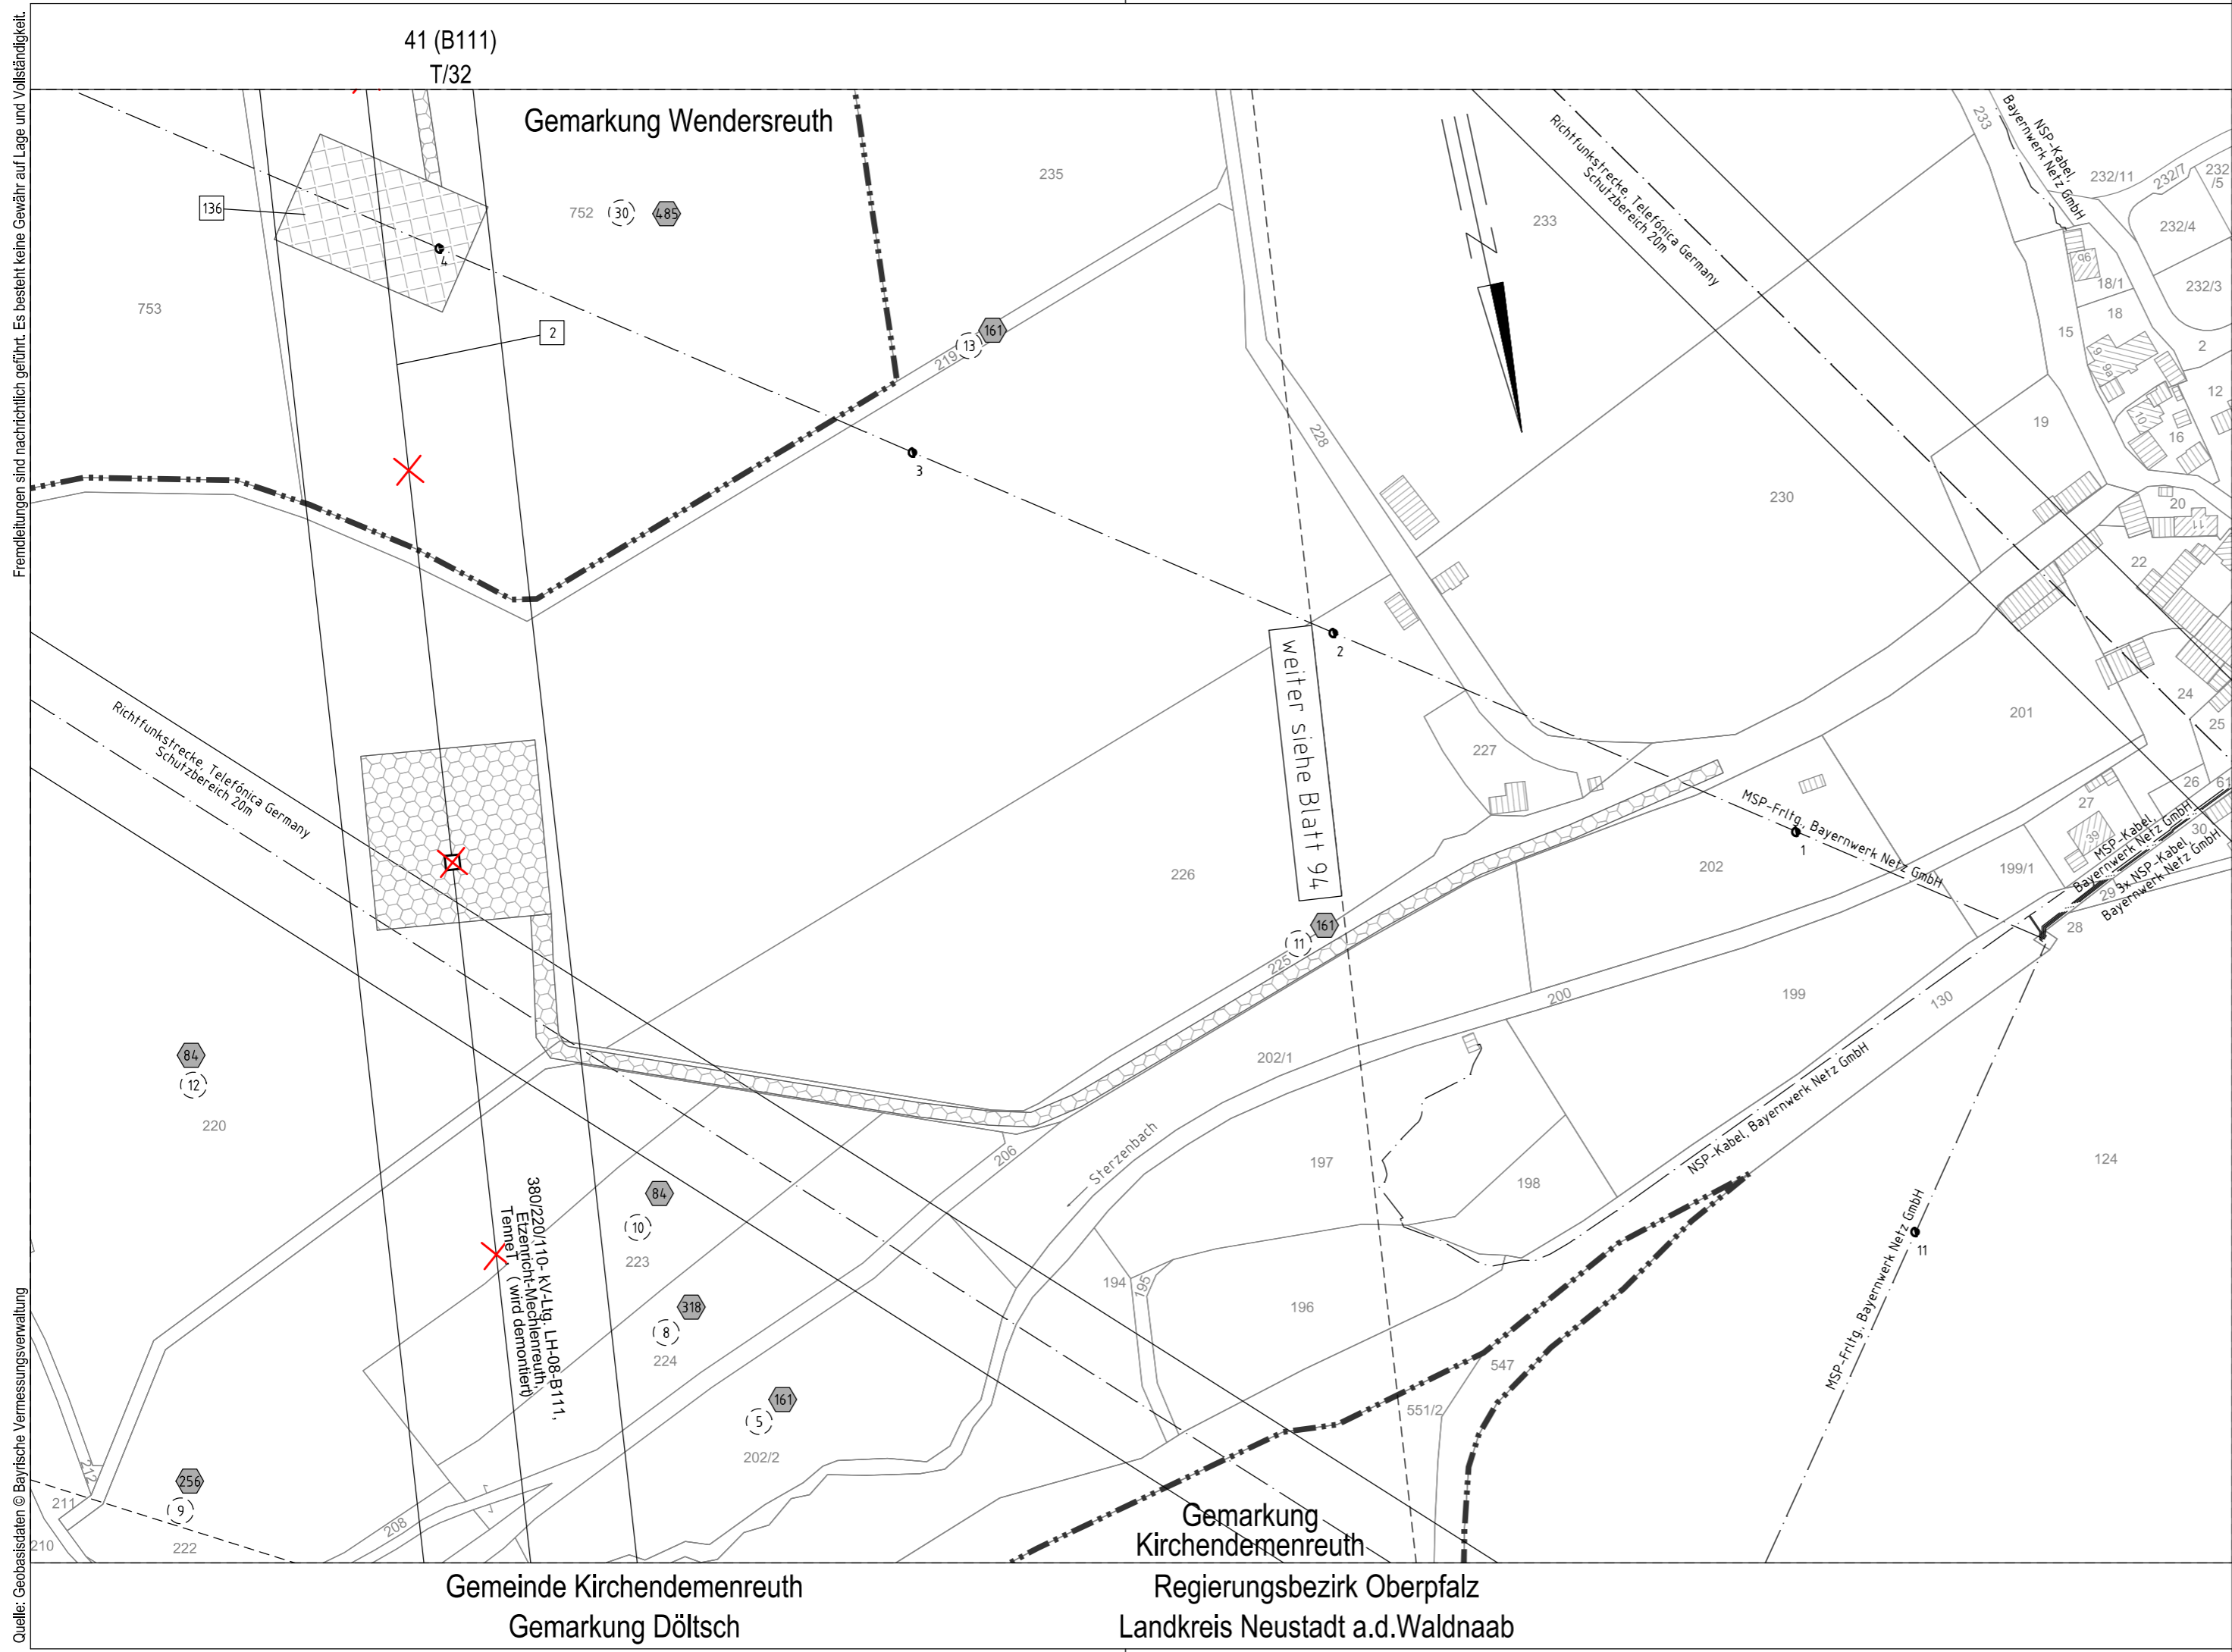 Fremdleitungen sind nachrichtlich geführt. Es besteht keine Gewähr auf Lage und Vollständigkeit.
Quelle: Geobasisdaten © Bayrische Vermessungsverwaltung
41 (B111)
T/32
Gemarkung Wendersreuth
136
4
752
30
485
753
2
235
219
13
161
3
228
233
Richtfunkstrecke, Telefónica Germany
Schutzbereich 20m
233
NSP-Kabel,
Bayernwerk Netz GmbH
232/11
232/7
232
/5
232/4
232/3
96
18/1
18
15
9
9a
2
12
10
16
19
20
11
22
230
2
weiter siehe Blatt 94
227
201
24
25
26
61
27
39
30
MSP-Kabel,
Bayernwerk Netz GmbH
3x NSP-Kabel,
Bayernwerk Netz GmbH
29
28
199/1
MSP-Frltg., Bayernwerk Netz GmbH
1
202
Richtfunkstrecke, Telefónica Germany
Schutzbereich 20m
226
161
11
225
200
199
130
84
12
220
202/1
NSP-Kabel, Bayernwerk Netz GmbH
206
Sterzenbach
197
198
124
84
10
223
380/220/110- kV-Ltg. LH-08-B111,
Etzenricht-Mechlenreuth,
TenneT (wird demontiert)
318
8
224
194
195
196
MSP-Frltg., Bayernwerk Netz GmbH
11
547
551/2
161
5
202/2
212
211
210
256
9
222
208
Gemarkung
Kirchendemenreuth
Gemeinde Kirchendemenreuth
Gemarkung Döltsch
Regierungsbezirk Oberpfalz
Landkreis Neustadt a.d.Waldnaab